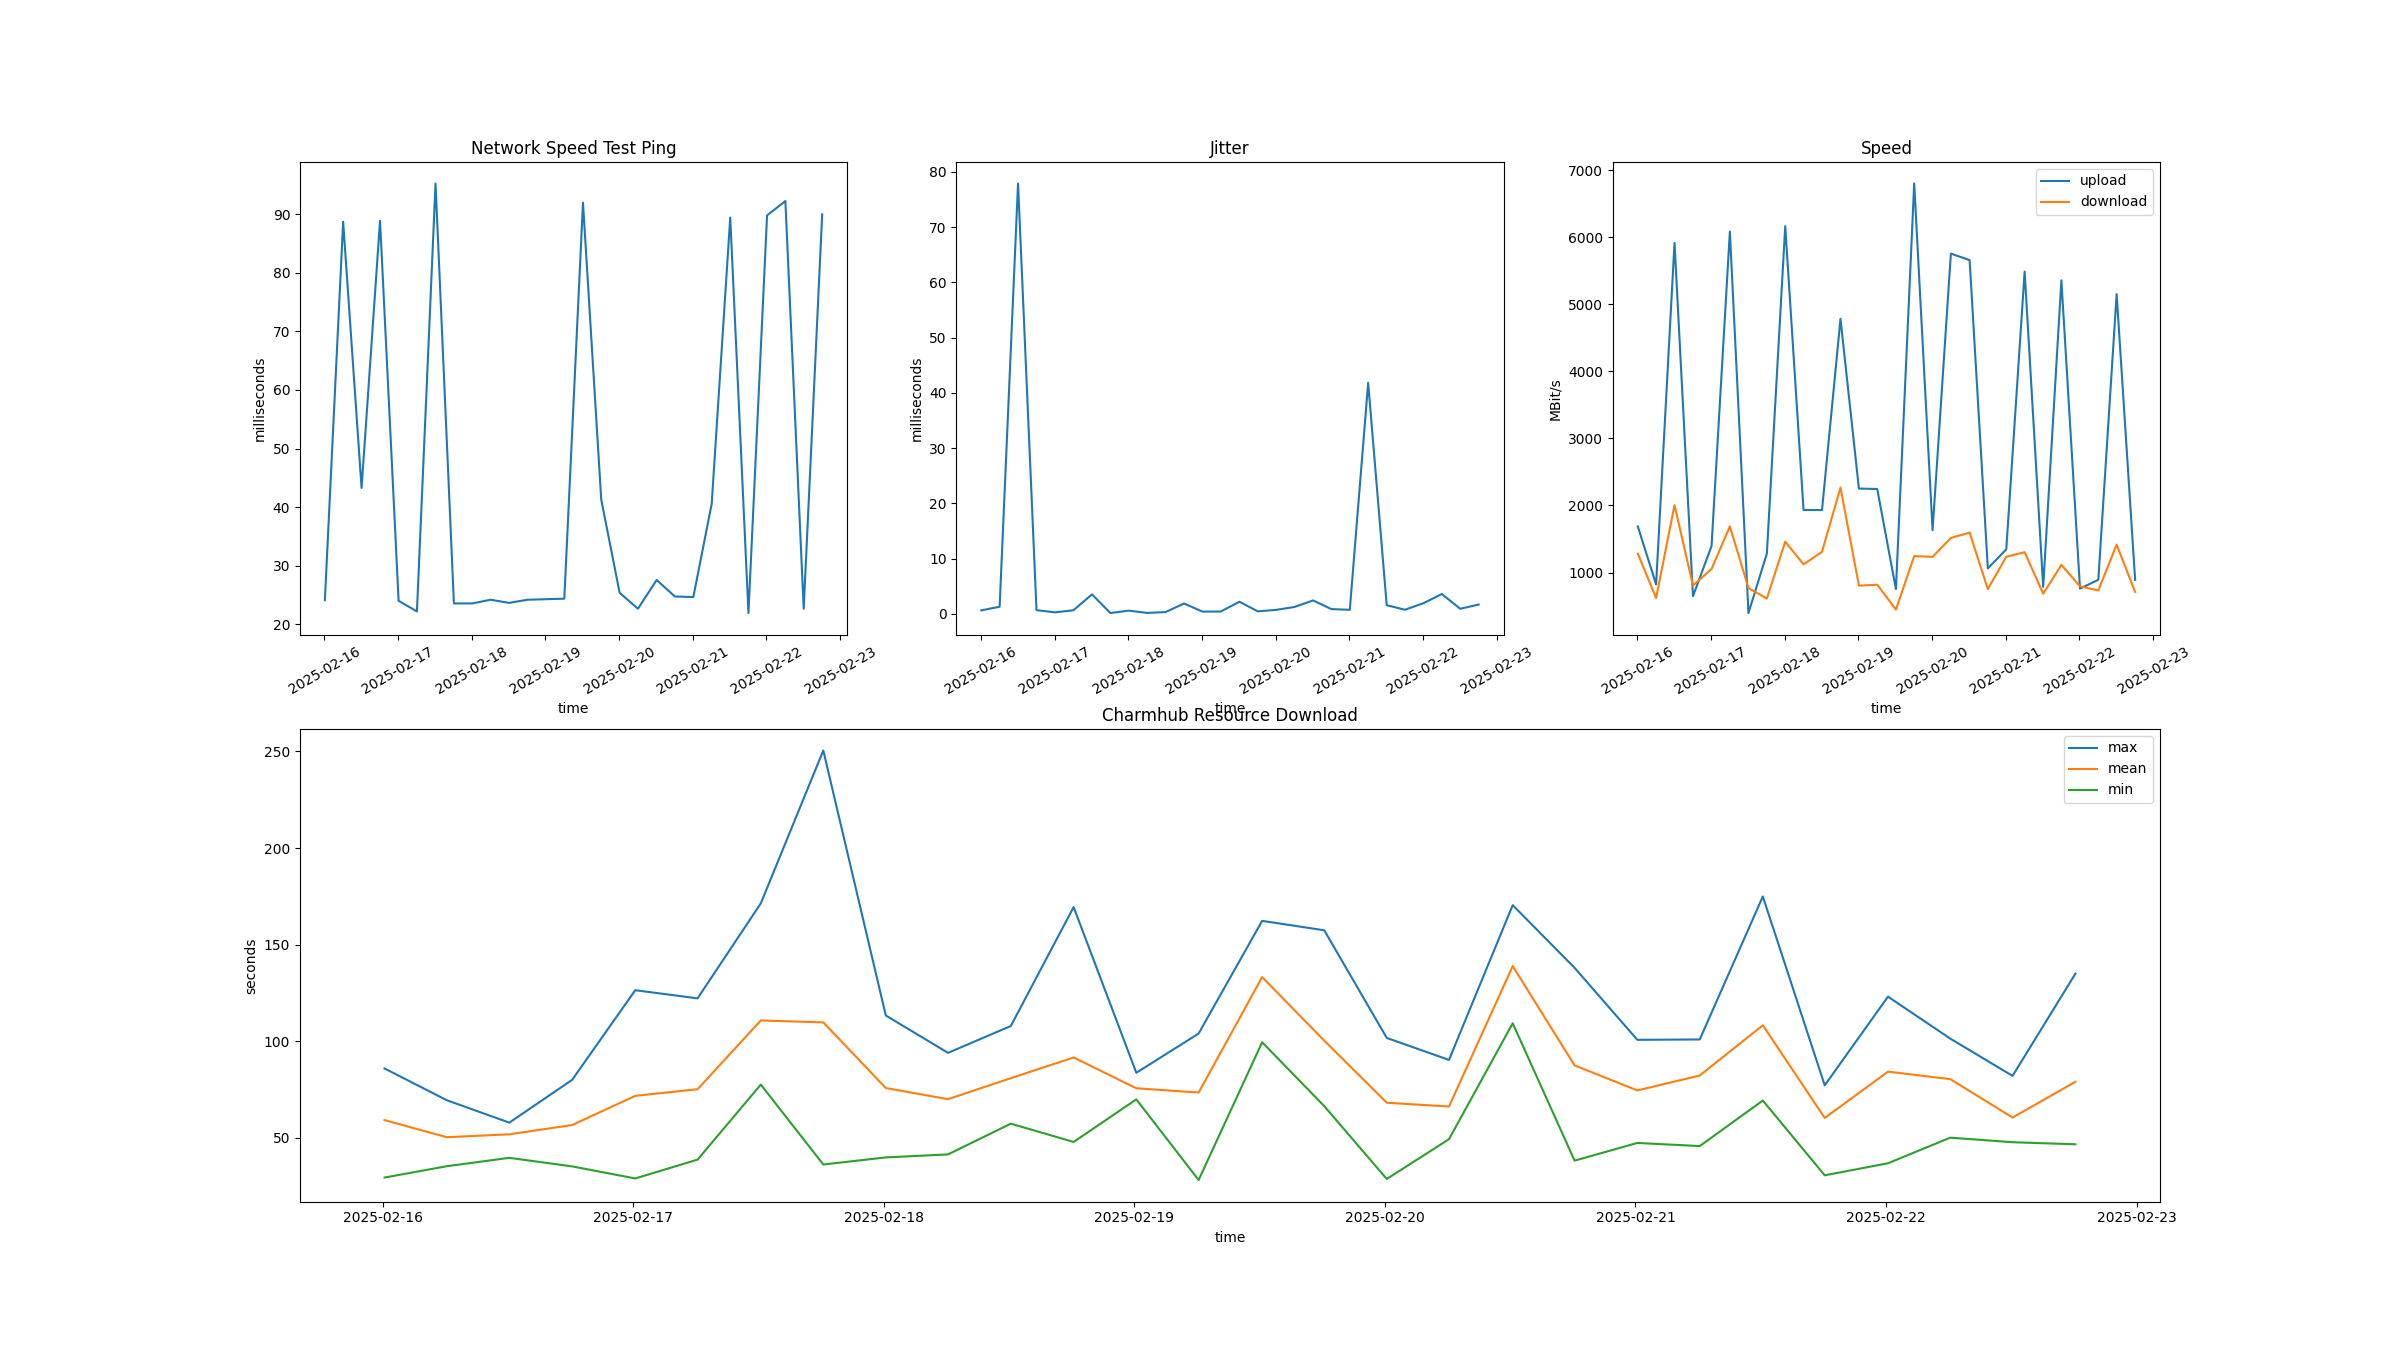 Network Speed Test Ping
milliseconds
90
80
70
60
50
40
30
20
2025-02-16 2025-02-17 2025-02-18 2025-02-19 2025-02-20 2025-02-21 2025-02-22 2025-02-23
time
Jitter
milliseconds
80
70
60
50
40
30
20
10
0
2025-02-16 2025-02-17 2025-02-18 2025-02-19 2025-02-20 2025-02-21 2025-02-22 2025-02-23
time
Speed
MBit/s
7000
6000
5000
4000
3000
2000
1000
upload
download
2025-02-16 2025-02-17 2025-02-18 2025-02-19 2025-02-20 2025-02-21 2025-02-22 2025-02-23
time
Charmhub Resource Download
seconds
250
200
150
100
50
max
mean
min
2025-02-16 2025-02-17 2025-02-18 2025-02-19 2025-02-20 2025-02-21 2025-02-22 2025-02-23
time